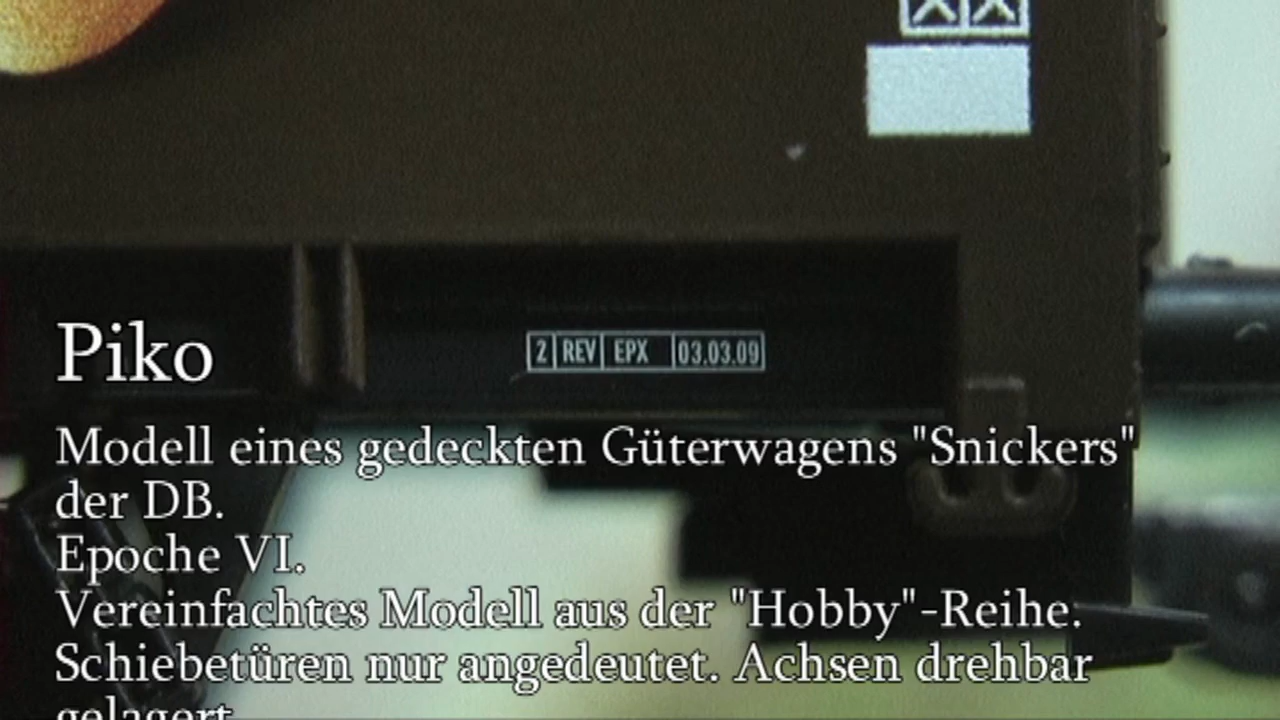 2 REV EPX 03.03.09
Piko
Modell eines gedeckten Güterwagens "Snickers"
der DB.
Epoche VI.
Vereinfachtes Modell aus der "Hobby"-Reihe.
Schiebetüren nur angedeutet. Achsen drehbar
gelagert.